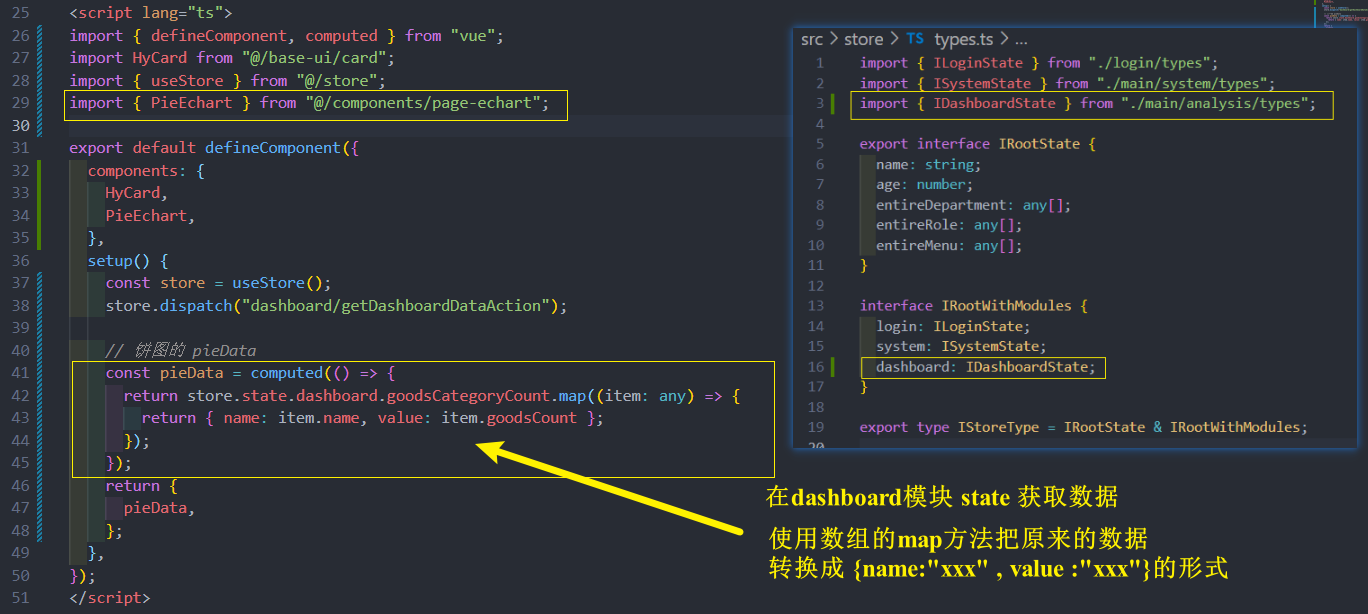 25 <script lang="ts">
26 import { defineComponent, computed } from "vue";
27 import HyCard from "@/base-ui/card";
28 import { useStore } from "@/store";
29 import { PieEchart } from "@/components/page-echart";
30
31 export default defineComponent({
32 components: {
33 HyCard,
34 PieEchart,
35 },
36 setup() {
37 const store = useStore();
38 store.dispatch("dashboard/getDashboardDataAction");
39
40 // 饼图的 pieData
41 const pieData = computed(() => {
42 return store.state.dashboard.goodsCategoryCount.map((item: any) => {
43 return { name: item.name, value: item.goodsCount };
44 });
45 });
46 return {
47 pieData,
48 };
49 },
50 });
51 </script>
src > store > TS types.ts > ...
1 import { ILoginState } from "./login/types";
2 import { ISystemState } from "./main/system/types";
3 import { IDashboardState } from "./main/analysis/types";
4
5 export interface IRootState {
6 name: string;
7 age: number;
8 entireDepartment: any[];
9 entireRole: any[];
10 entireMenu: any[];
11 }
12
13 interface IRootWithModules {
14 login: ILoginState;
15 system: ISystemState;
16 dashboard: IDashboardState;
17 }
18
19 export type IStoreType = IRootState & IRootWithModules;
20
在dashboard模块 state 获取数据
使用数组的map方法把原来的数据
转换成 {name:"xxx" , value :"xxx"}的形式